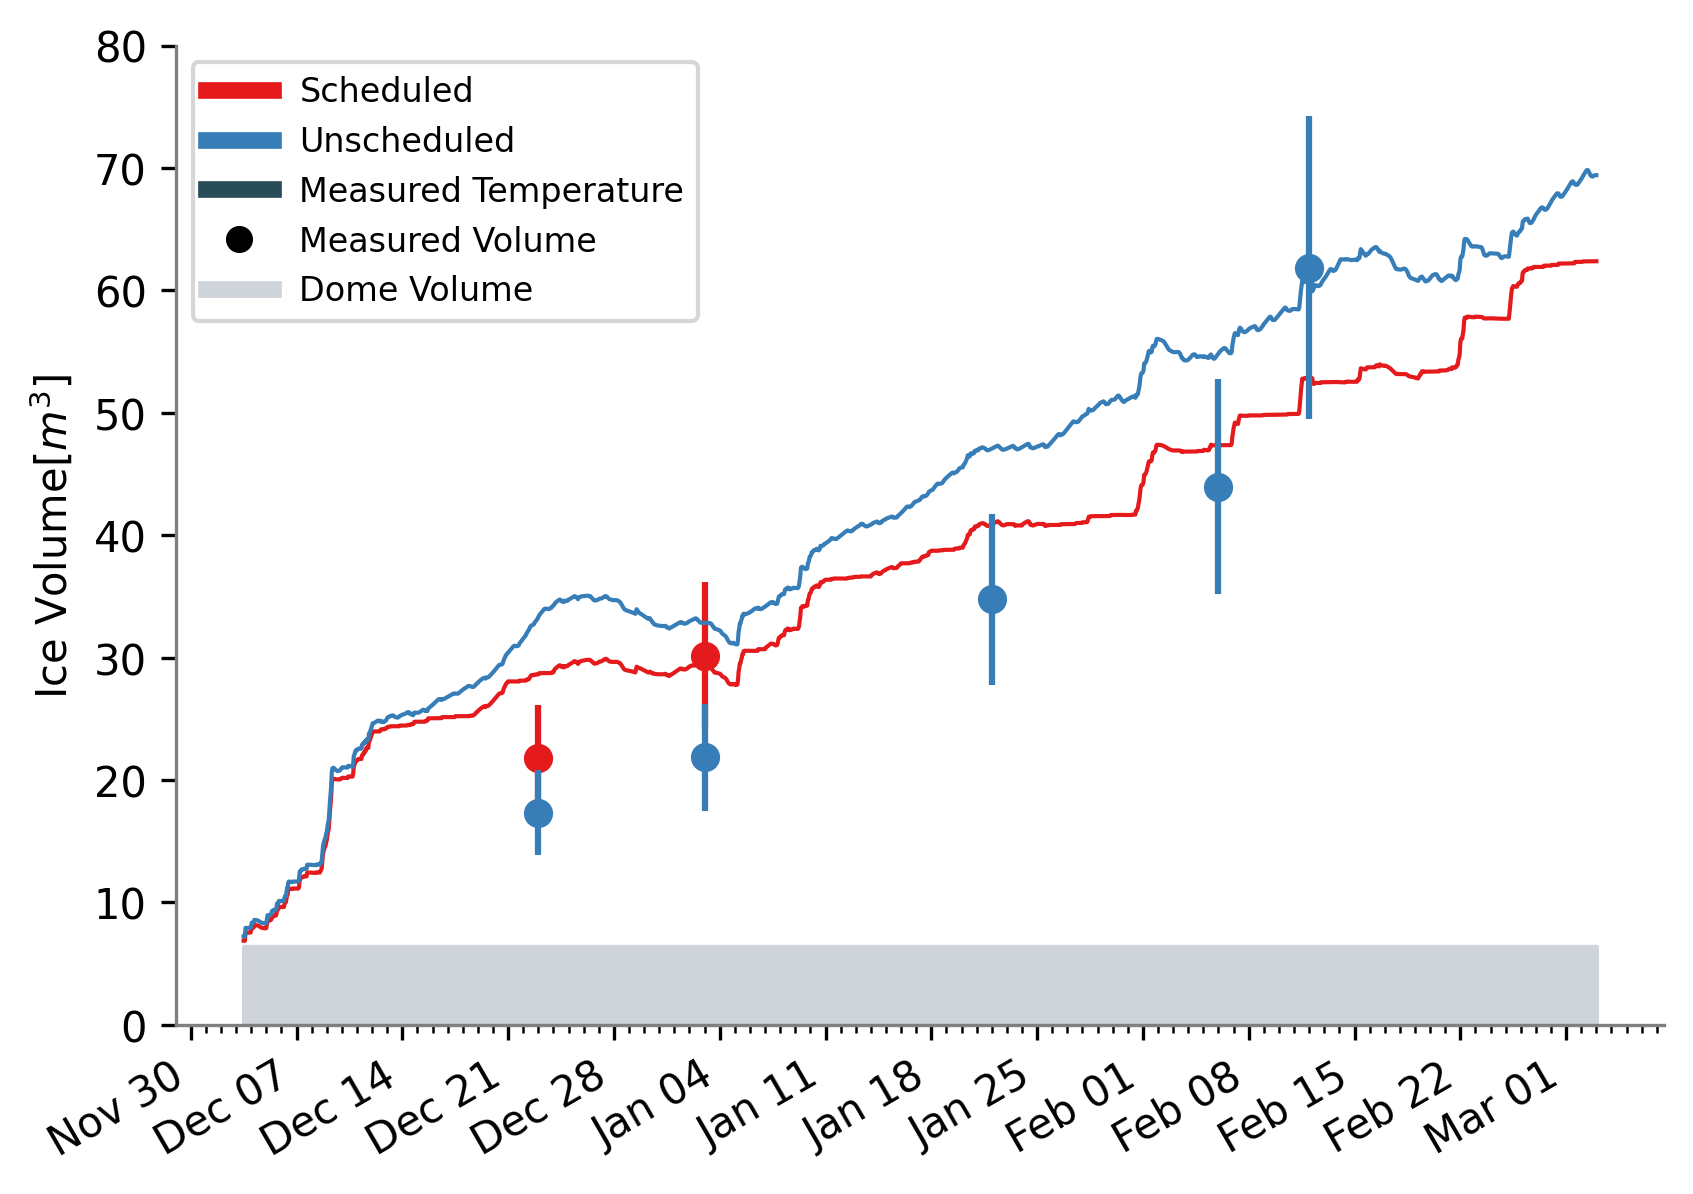 80
70
60
50
40
30
20
10
0
Ice Volume[m³]
Scheduled
Unscheduled
Measured Temperature
Measured Volume
Dome Volume
Nov 30
Dec 07
Dec 14
Dec 21
Dec 28
Jan 04
Jan 11
Jan 18
Jan 25
Feb 01
Feb 08
Feb 15
Feb 22
Mar 01